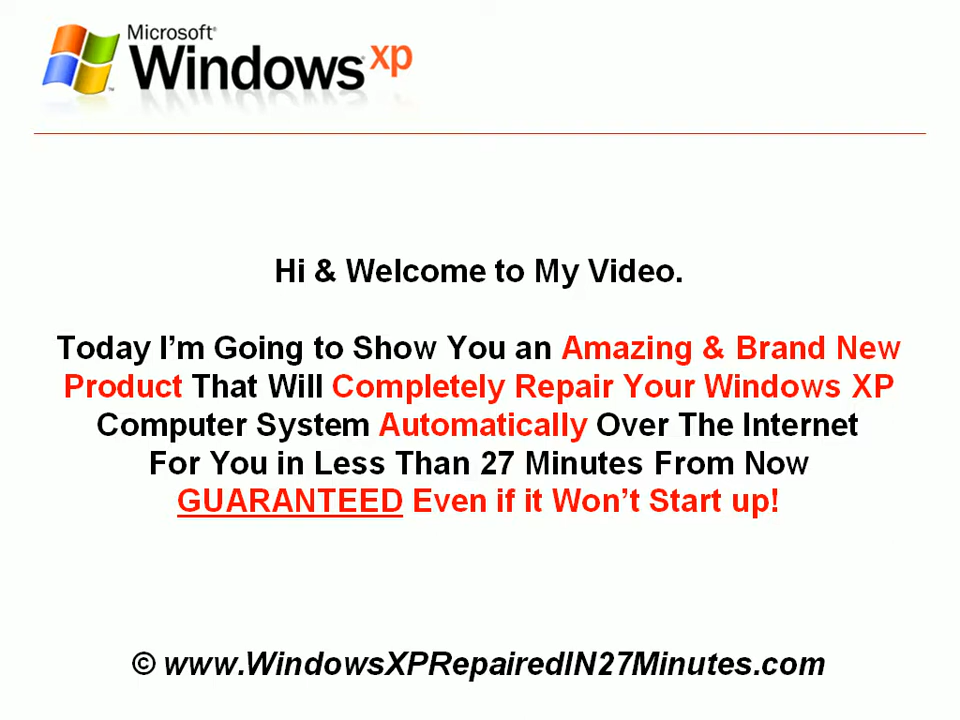 Microsoft®
Windows xp
™
Hi & Welcome to My Video.
Today I'm Going to Show You an Amazing & Brand New
Product That Will Completely Repair Your Windows XP
Computer System Automatically Over The Internet
For You in Less Than 27 Minutes From Now
GUARANTEED Even if it Won't Start up!
© www.WindowsXPRepairedIN27Minutes.com